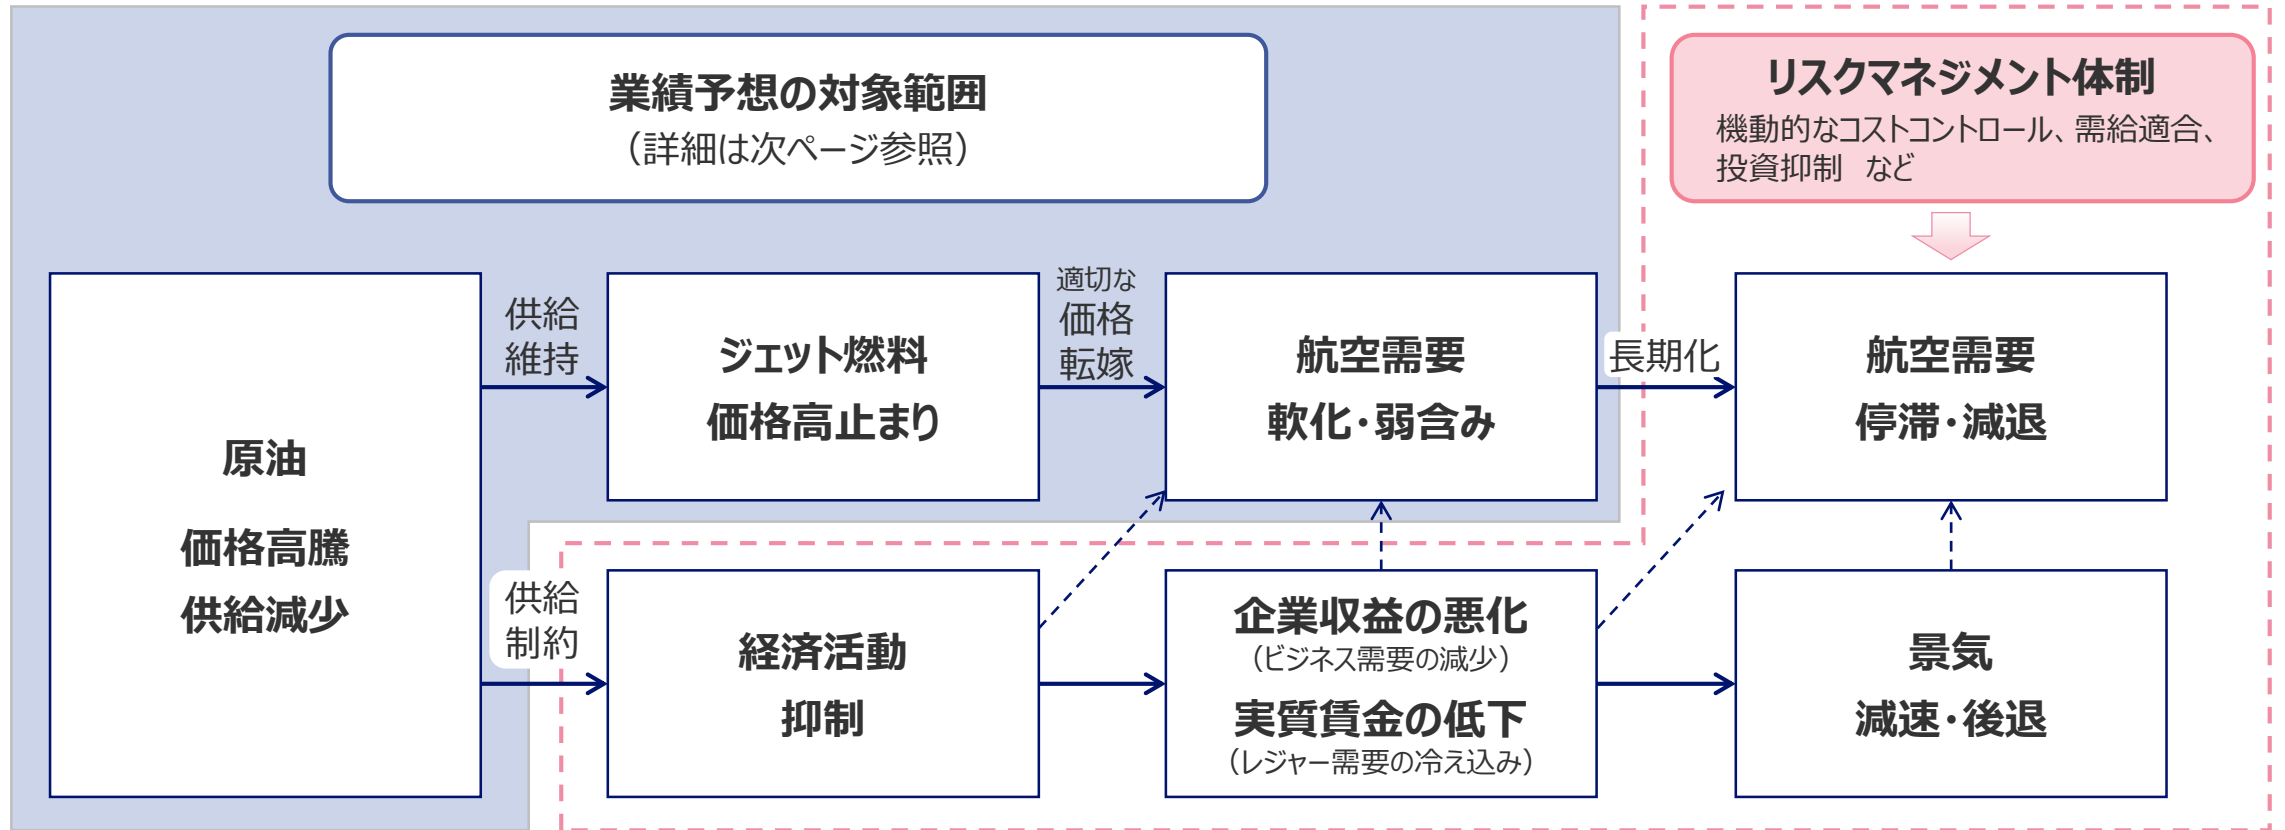 業績予想の対象範囲
（詳細は次ページ参照）
リスクマネジメント体制
機動的なコストコントロール、需給適合、
投資抑制　など
原油
価格高騰
供給減少
供給
維持
ジェット燃料
価格高止まり
適切な
価格
転嫁
航空需要
軟化・弱含み
長期化
航空需要
停滞・減退
供給
制約
経済活動
抑制
企業収益の悪化
（ビジネス需要の減少）
実質賃金の低下
（レジャー需要の冷え込み）
景気
減速・後退